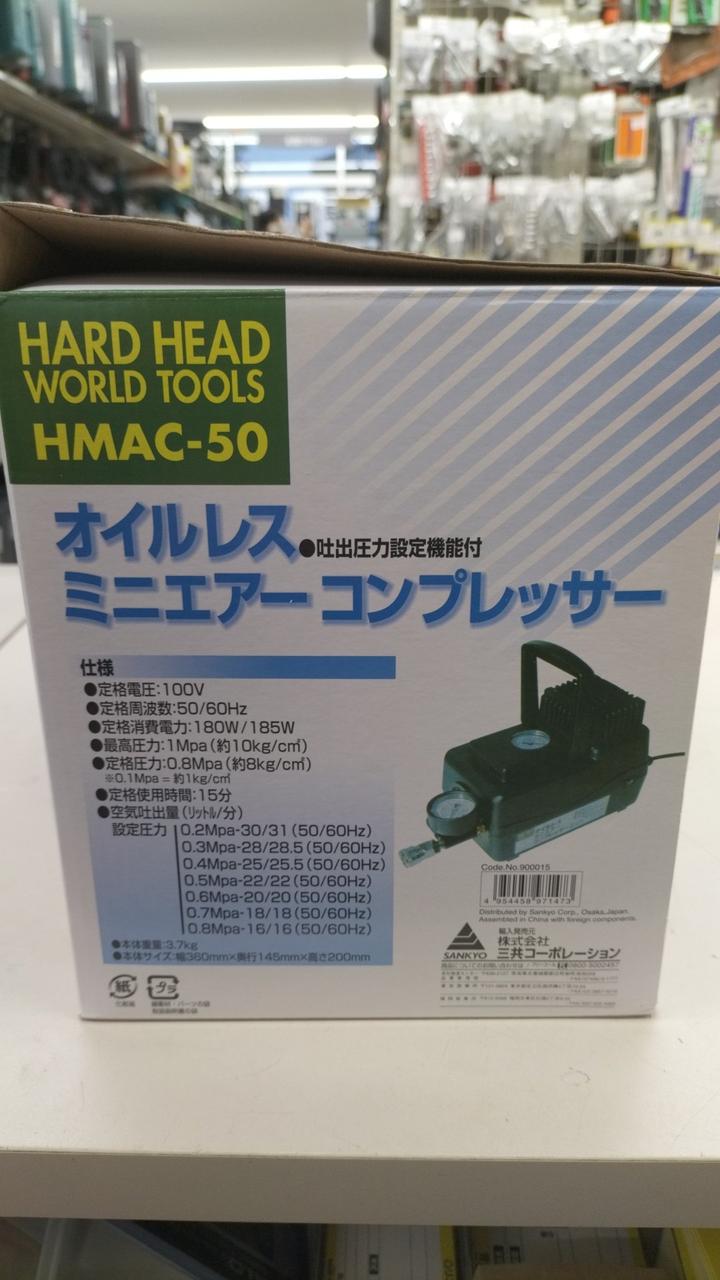 HARD HEAD
WORLD TOOLS
HMAC-50
オイルレス
●吐出圧力設定機能付
ミニエアーコンプレッサー
仕様
●定格電圧:100V
●定格周波数:50/60Hz
●定格消費電力:180W/185W
●最高圧力:1Mpa(約10kg/c㎡)
●定格圧力:0.8Mpa(約8kg/c㎡)
※0.1Mpa=約1kg/c㎡
●定格使用時間:15分
●空気吐出量(リットル/分)
設定圧力 0.2Mpa-30/31(50/60Hz)
0.3Mpa-28/28.5(50/60Hz)
0.4Mpa-25/25.5(50/60Hz)
0.5Mpa-22/22(50/60Hz)
0.6Mpa-20/20(50/60Hz)
0.7Mpa-18/18(50/60Hz)
0.8Mpa-16/16(50/60Hz)
●本体重量:3.7kg
●本体サイズ:幅360mm×奥行145mm×高さ200mm
紙
プラ
Code.No.900015
4 954458 971473
Distributed by Sankyo Corp., Osaka,Japan.
Assembled in China with foreign components.
SANKYO
輸入発売元
株式会社
三共コーポレーション